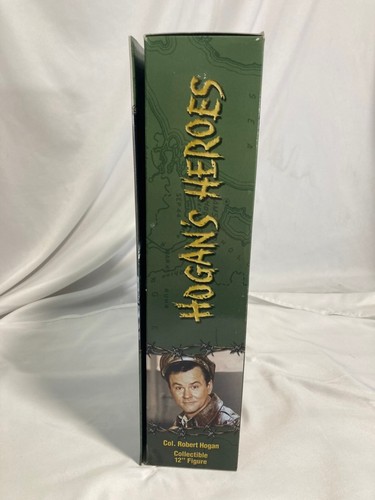 HOGAN'S HEROES
Col. Robert Hogan
Collectible
12" Figure